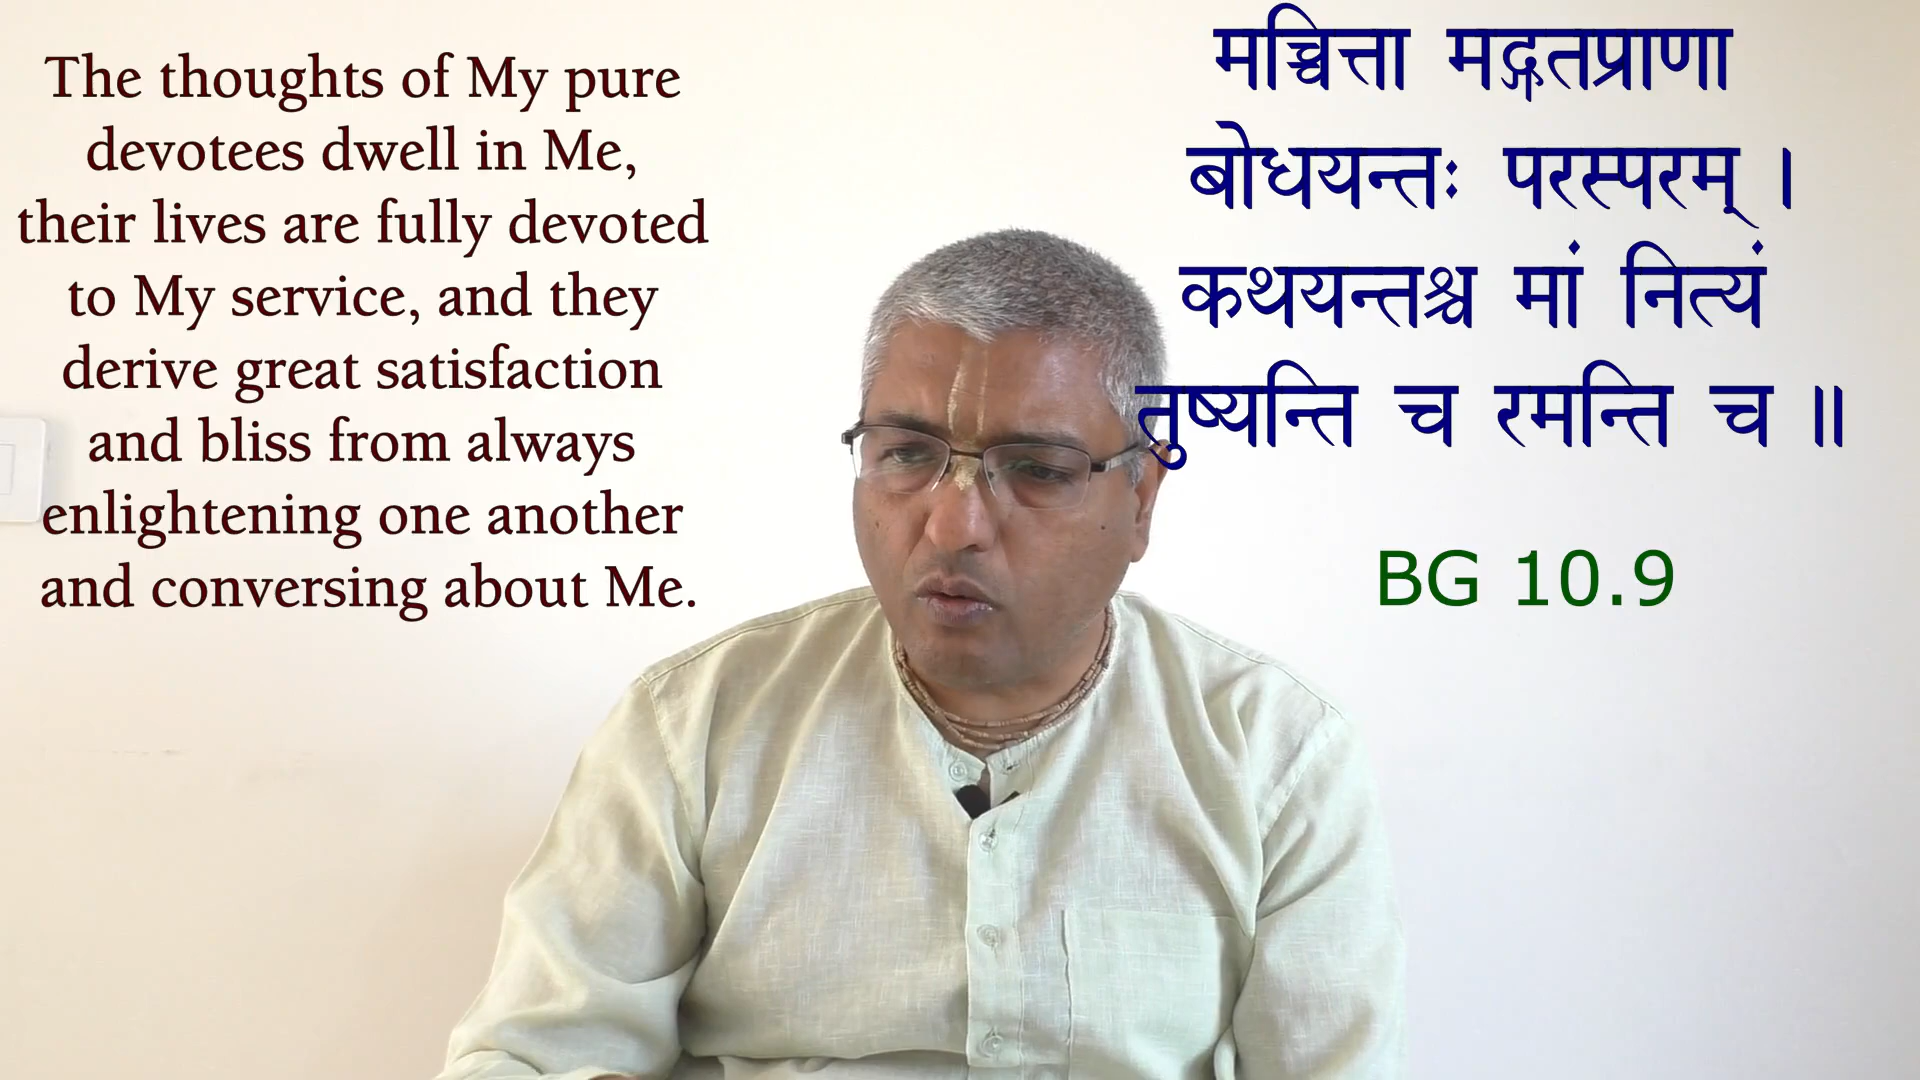 The thoughts of My pure
devotees dwell in Me,
their lives are fully devoted
to My service, and they
derive great satisfaction
and bliss from always
enlightening one another
and conversing about Me.
मच्चित्ता मद्गतप्राणा
बोधयन्तः परस्परम् ।
कथयन्तश्च मां नित्यं
तुष्यन्ति च रमन्ति च ॥
BG 10.9